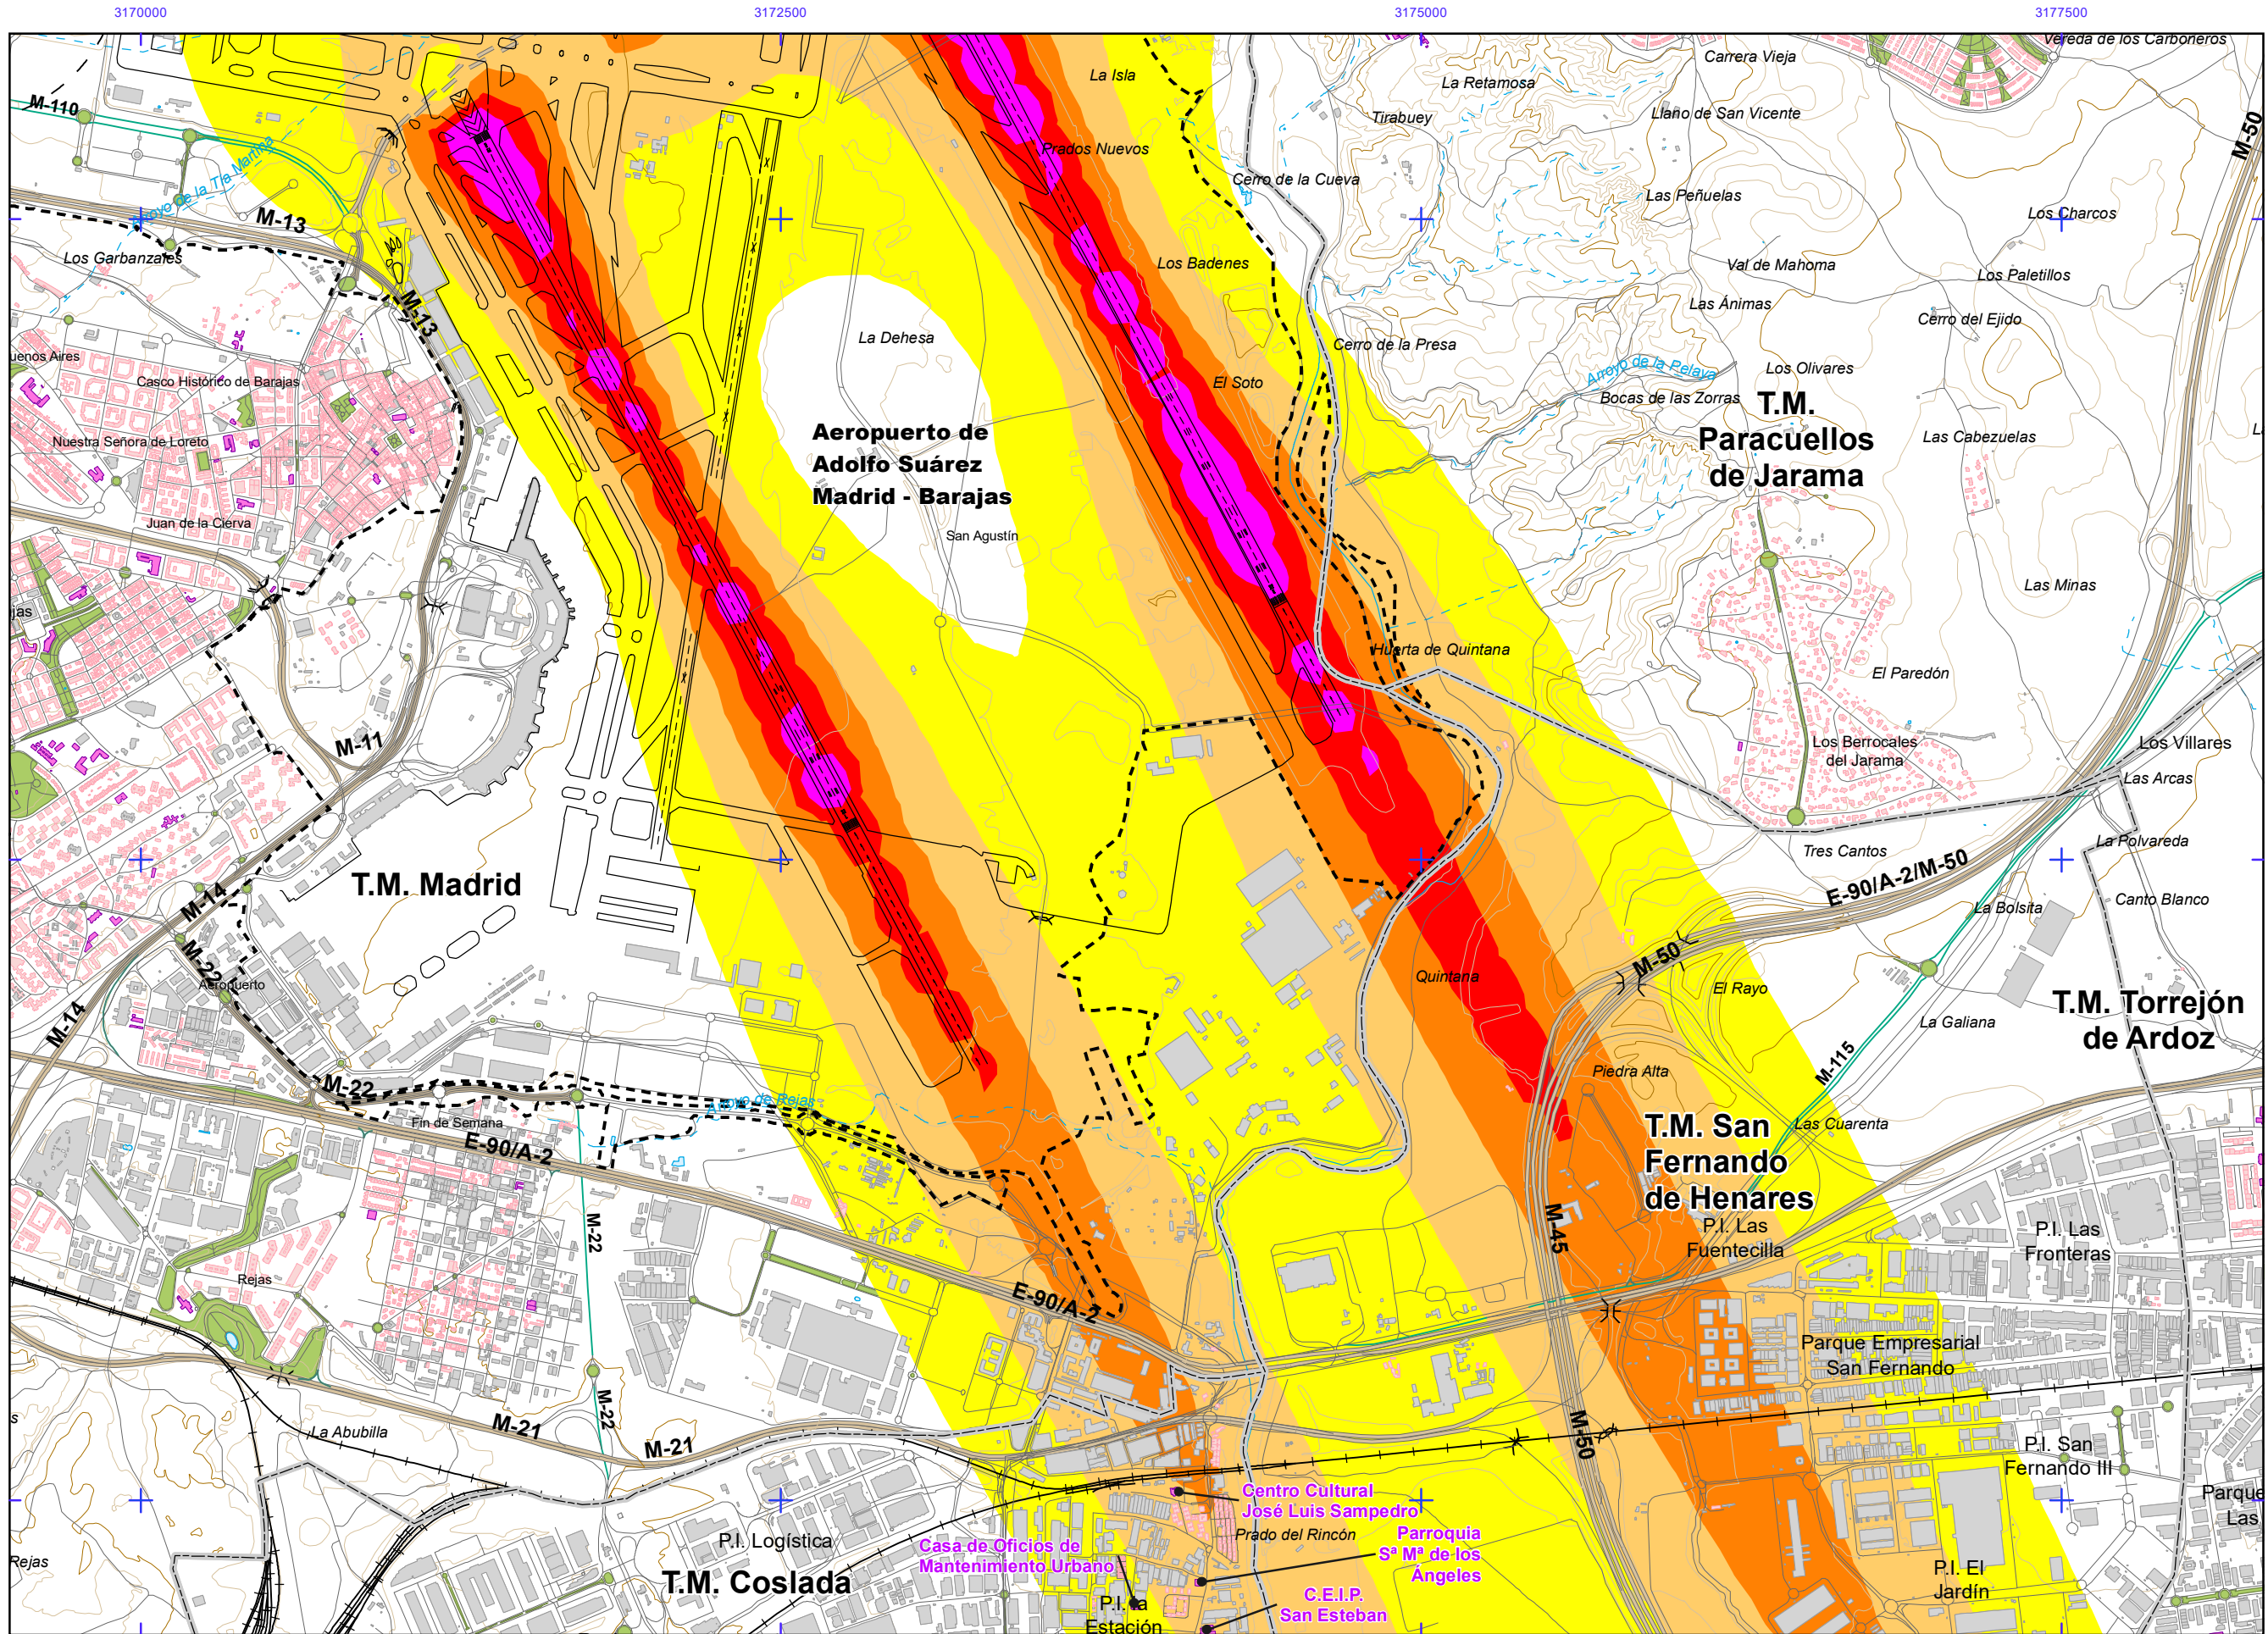 3170000
3172500
3175000
3177500
Vereda de los Carboneros
Carrera Vieja
La Isla
La Retamosa
M-110
Tirabuey
Llano de San Vicente
M-50
Prados Nuevos
Arroyo de la Tía Martina
Cerro de la Cueva
Las Peñuelas
Los Charcos
M-13
Los Garbanzales
Los Badenes
Val de Mahoma
Los Paletillos
M-13
Las Ánimas
Cerro del Ejido
La Dehesa
Cerro de la Presa
uenos Aires
Casco Histórico de Barajas
El Soto
Arroyo de la Pelaya
Los Olivares
Bocas de las Zorras
T.M.
Paracuellos
de Jarama
Nuestra Señora de Loreto
Aeropuerto de
Adolfo Suárez
Madrid - Barajas
Las Cabezuelas
Juan de la Cierva
San Agustín
Las Minas
jas
Huerta de Quintana
El Paredón
M-11
Los Berrocales
del Jarama
Los Villares
Las Arcas
La Polvareda
Tres Cantos
T.M. Madrid
E-90/A-2/M-50
M-14
La Bolsita
Canto Blanco
M-22
Aeropuerto
M-50
Quintana
El Rayo
T.M. Torrejón
de Ardoz
M-14
La Galiana
M-115
Piedra Alta
M-22
Arroyo de Rejas
Fin de Semana
E-90/A-2
T.M. San
Fernando
de Henares
Las Cuarenta
M-22
M-45
P.I. Las
Fuentecilla
P.I. Las
Fronteras
Rejas
E-90/A-2
Parque Empresarial
San Fernando
M-22
M-21
La Abubilla
M-21
M-50
P.I. San
Fernando III
Centro Cultural
José Luis Sampedro
Parque
Las
Prado del Rincón
P.I. Logística
Casa de Oficios de
Mantenimiento Urbano
Parroquia
Sª Mª de los
Ángeles
Rejas
T.M. Coslada
P.I. El
Jardín
C.E.I.P.
San Esteban
P.I. la
Estación